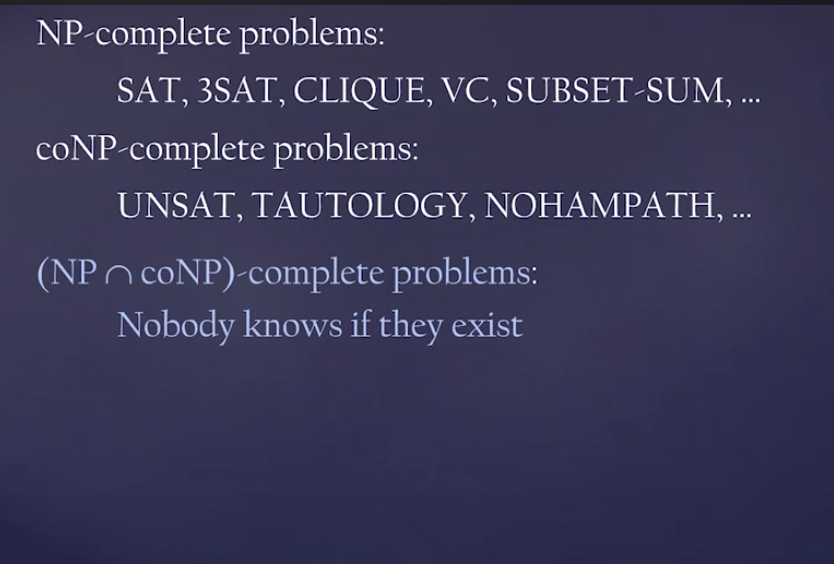 NP-complete problems:
SAT, 3SAT, CLIQUE, VC, SUBSET-SUM, ...
coNP-complete problems:
UNSAT, TAUTOLOGY, NOHAMPATH, ...
(NP ∩ coNP)-complete problems:
Nobody knows if they exist